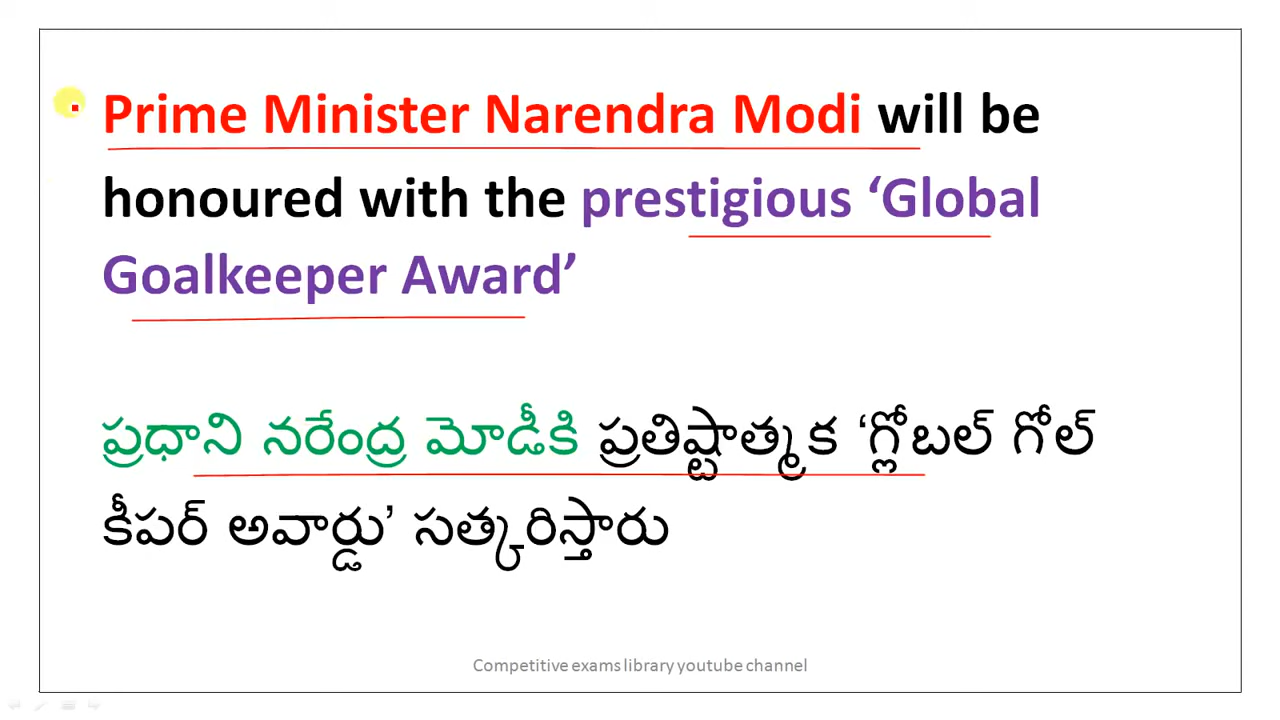 Prime Minister Narendra Modi will be
honoured with the prestigious ‘Global
Goalkeeper Award’
ప్రధాని నరేంద్ర మోడీకి ప్రతిష్టాత్మక ‘గ్లోబల్ గోల్
కీపర్ అవార్డు’ సత్కరిస్తారు
Competitive exams library youtube channel